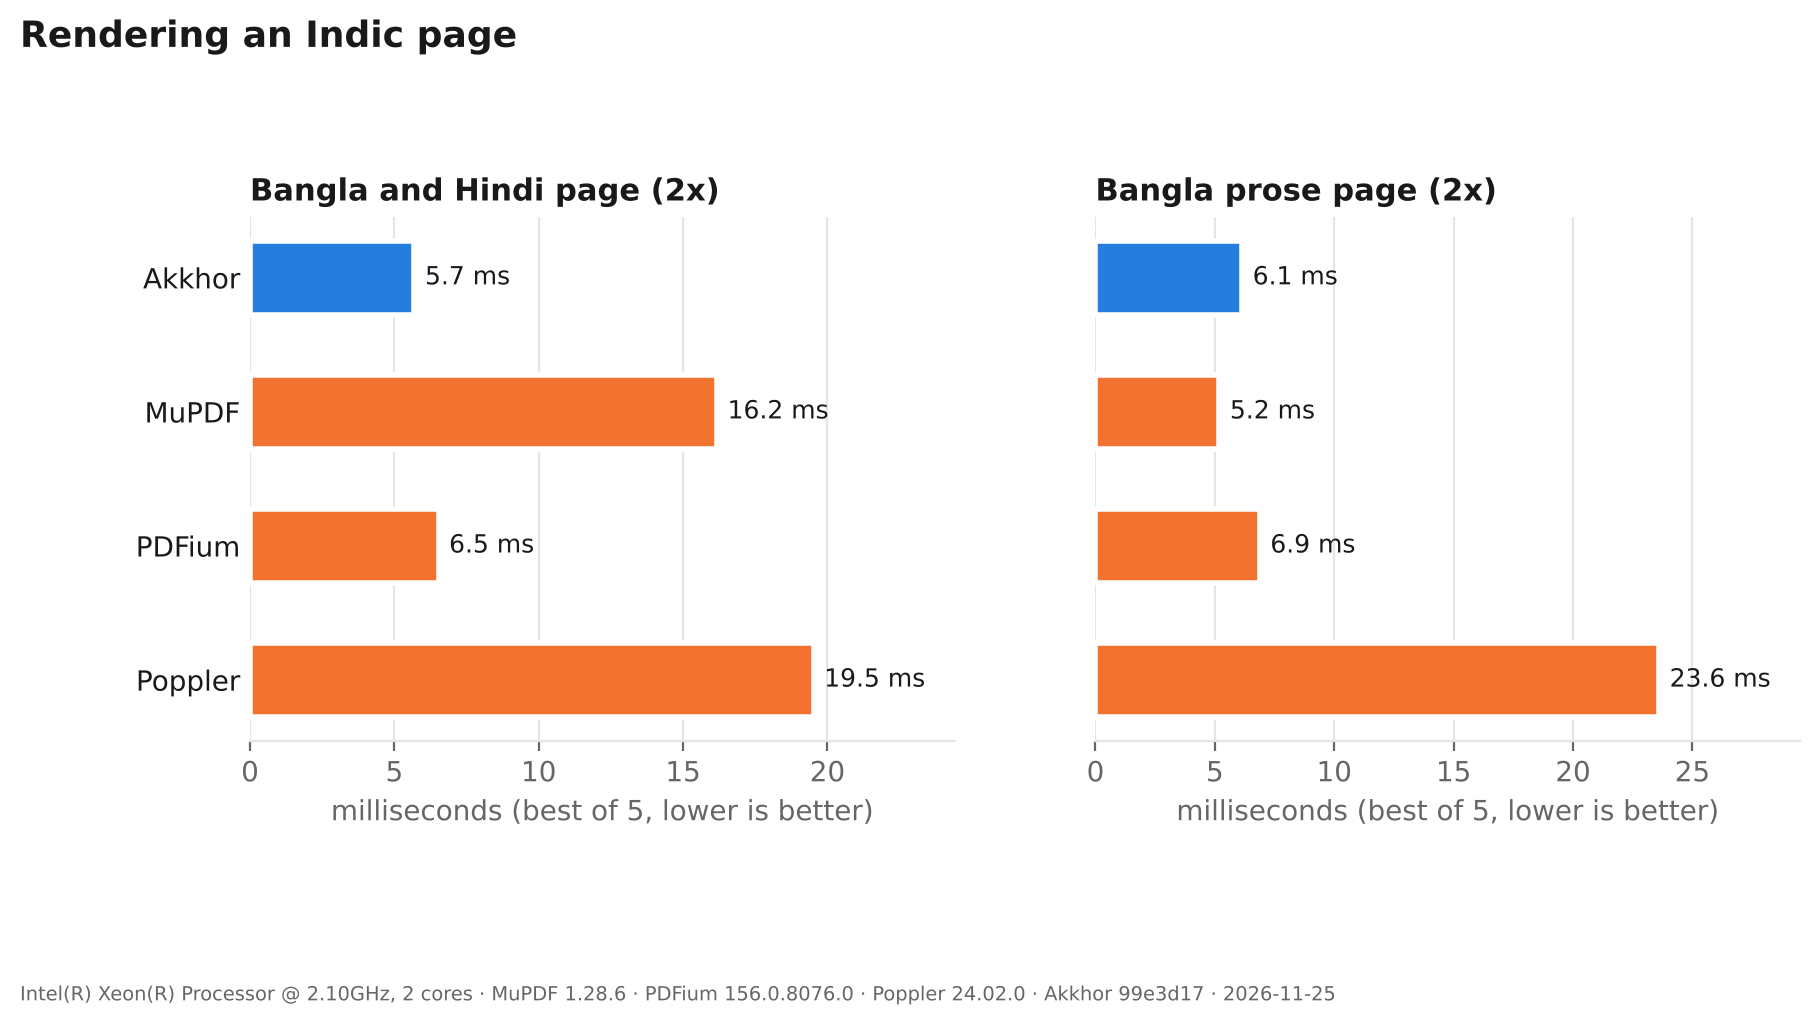 Rendering an Indic page
Bangla and Hindi page (2x)
Akkhor 5.7 ms
MuPDF 16.2 ms
PDFium 6.5 ms
Poppler 19.5 ms
0 5 10 15 20
milliseconds (best of 5, lower is better)
Bangla prose page (2x)
6.1 ms
5.2 ms
6.9 ms
23.6 ms
0 5 10 15 20 25
milliseconds (best of 5, lower is better)
Intel(R) Xeon(R) Processor @ 2.10GHz, 2 cores · MuPDF 1.28.6 · PDFium 156.0.8076.0 · Poppler 24.02.0 · Akkhor 99e3d17 · 2026-11-25